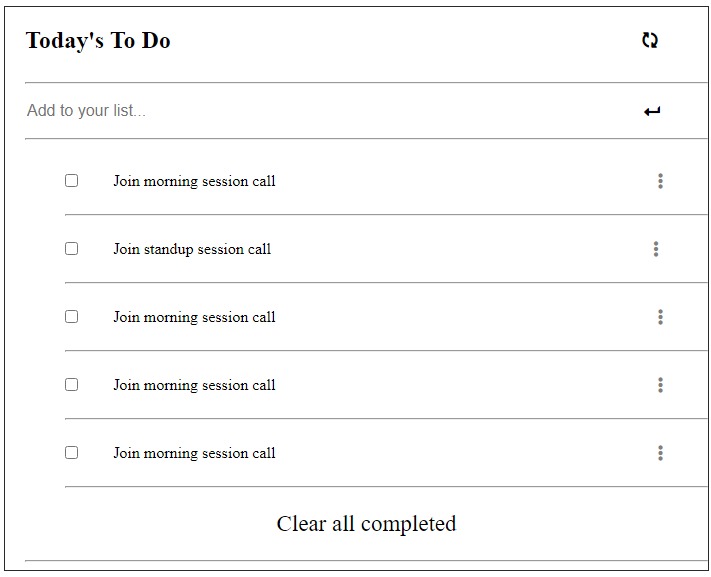 Today's To Do
Add to your list...
Join morning session call
Join standup session call
Join morning session call
Join morning session call
Join morning session call
Clear all completed